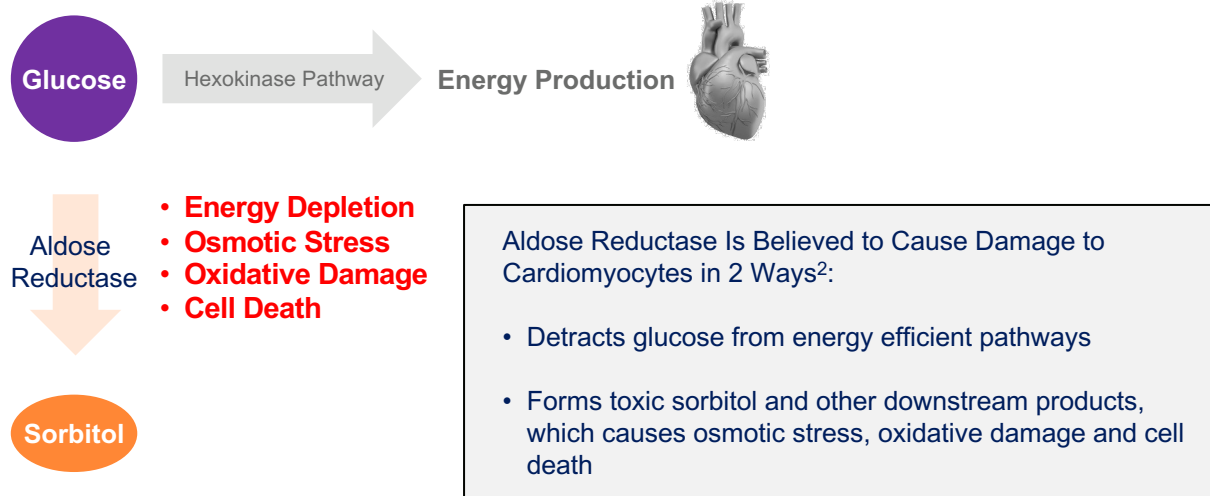 Glucose
Hexokinase Pathway
Energy Production
Aldose
Reductase
• Energy Depletion
• Osmotic Stress
• Oxidative Damage
• Cell Death
Sorbitol
Aldose Reductase Is Believed to Cause Damage to
Cardiomyocytes in 2 Ways²:
• Detracts glucose from energy efficient pathways
• Forms toxic sorbitol and other downstream products,
which causes osmotic stress, oxidative damage and cell
death